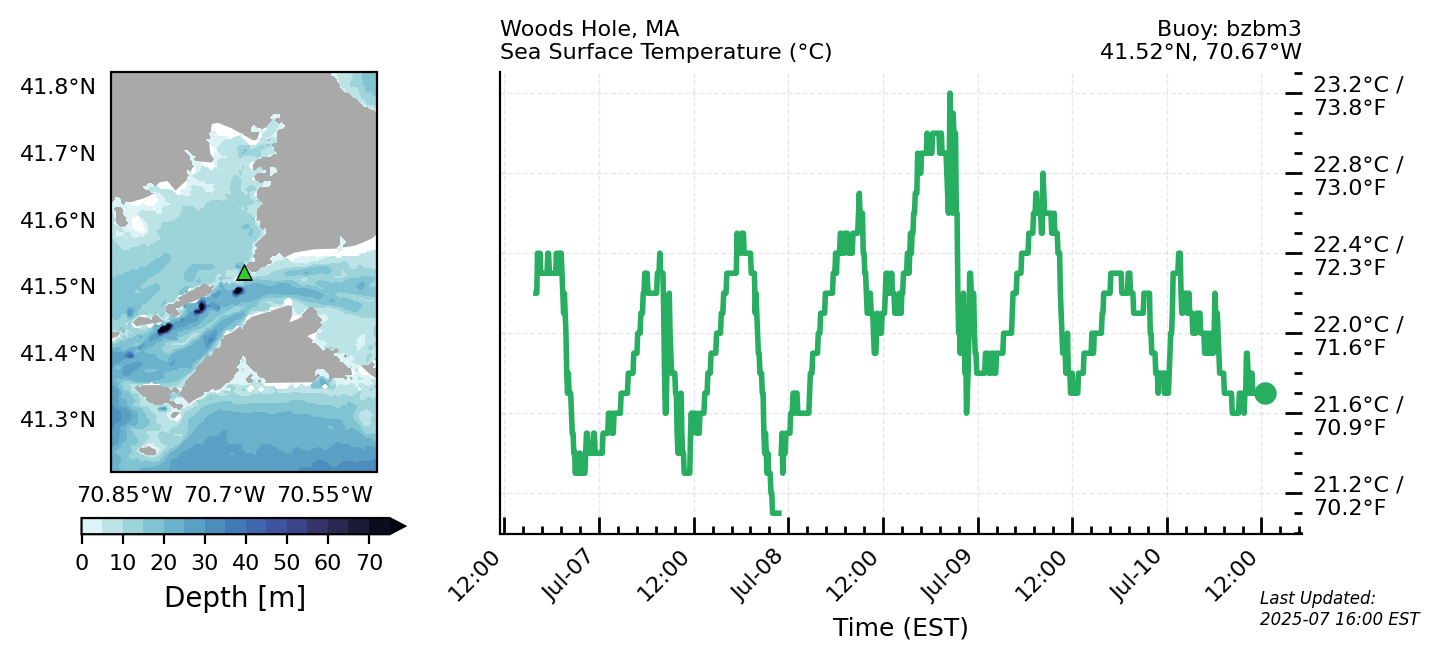 Woods Hole, MA
Sea Surface Temperature (°C)
Buoy: bzbm3
41.52°N, 70.67°W
41.8°N
41.7°N
41.6°N
41.5°N
41.4°N
41.3°N
70.85°W 70.7°W 70.55°W
0 10 20 30 40 50 60 70
Depth [m]
23.2°C /
73.8°F
22.8°C /
73.0°F
22.4°C /
72.3°F
22.0°C /
71.6°F
21.6°C /
70.9°F
21.2°C /
70.2°F
12:00 Jul-07 12:00 Jul-08 12:00 Jul-09 12:00 Jul-10 12:00
Time (EST)
Last Updated:
2025-07 16:00 EST